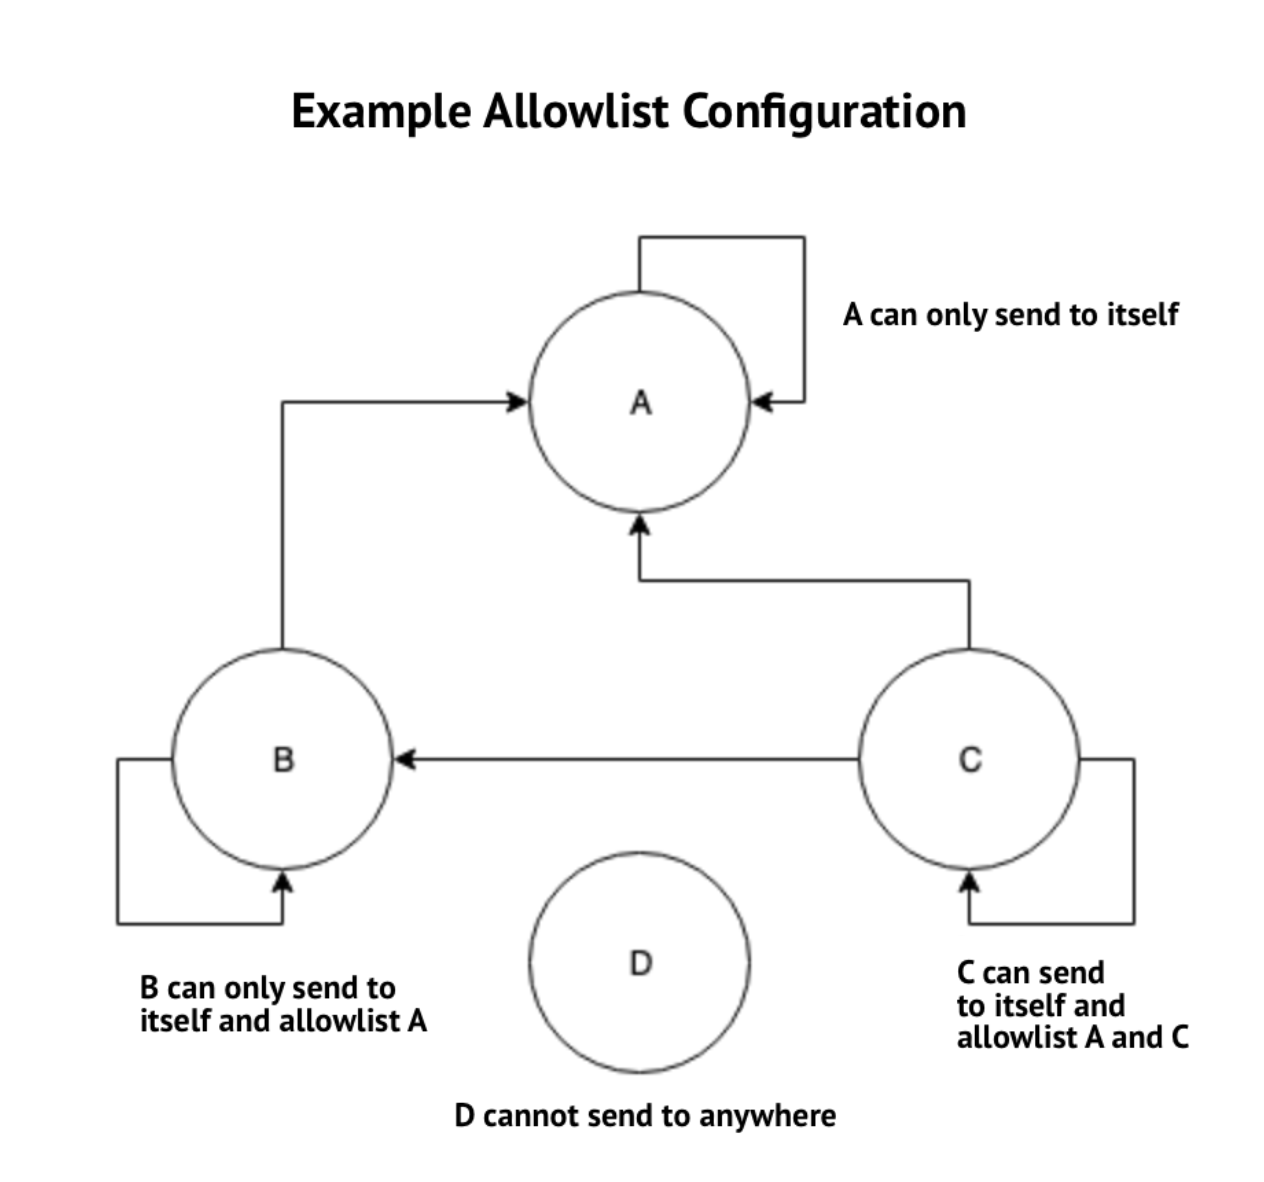 Example Allowlist Configuration
A can only send to itself
A
B
C
D
B can only send to
itself and allowlist A
C can send
to itself and
allowlist A and C
D cannot send to anywhere